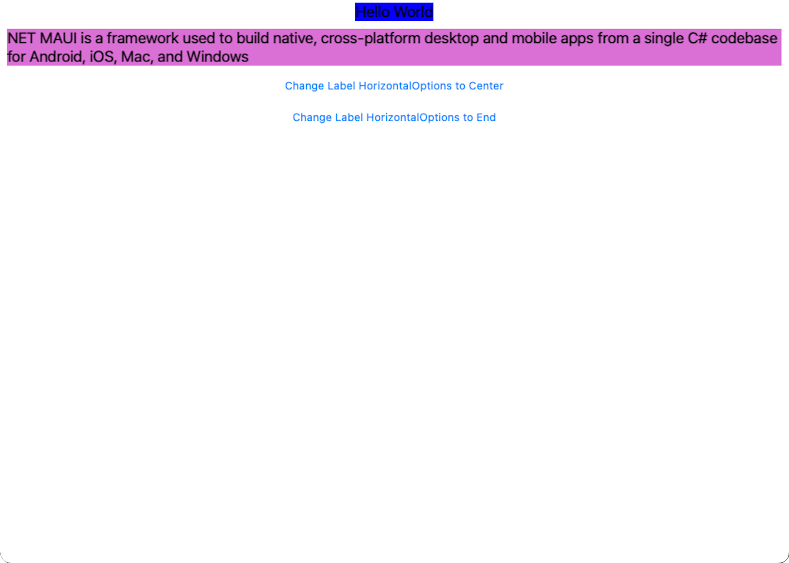 Hello World
NET MAUI is a framework used to build native, cross-platform desktop and mobile apps from a single C# codebase
for Android, iOS, Mac, and Windows
Change Label HorizontalOptions to Center
Change Label HorizontalOptions to End